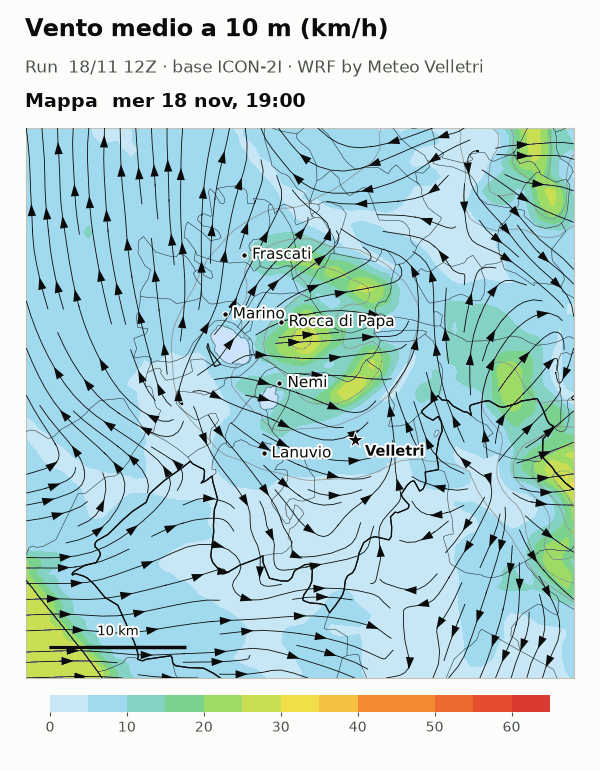 Vento medio a 10 m (km/h)
Run  18/11 12Z · base ICON-2I · WRF by Meteo Velletri
Mappa  mer 18 nov, 19:00
Frascati
Marino
Rocca di Papa
Nemi
Velletri
Lanuvio
10 km
0 10 20 30 40 50 60